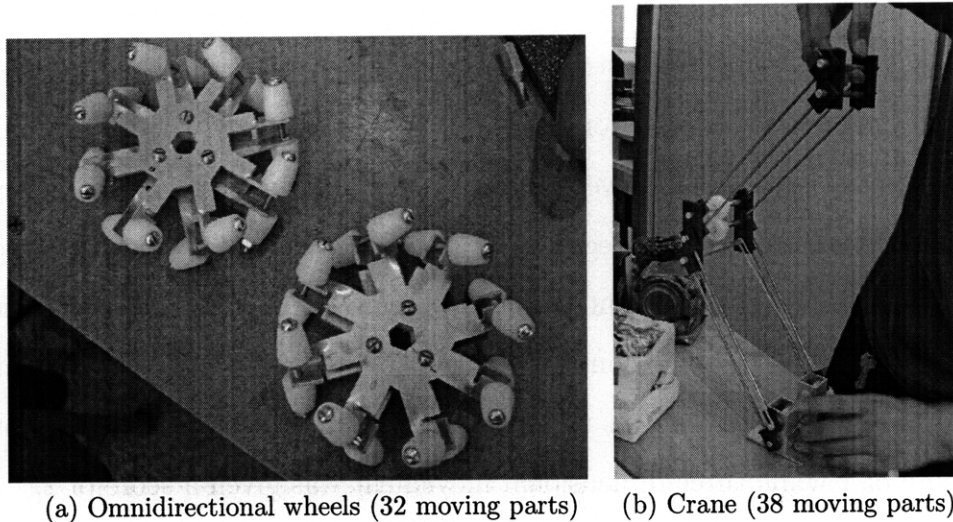 (a) Omnidirectional wheels (32 moving parts)
(b) Crane (38 moving parts)